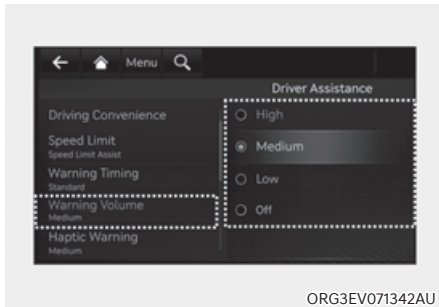 Menu
Driver Assistance
Driving Convenience
Speed Limit
Speed Limit Assist
Warning Timing
Standard
Warning Volume
Medium
Haptic Warning
Medium
High
Medium
Low
Off
ORG3EV071342AU